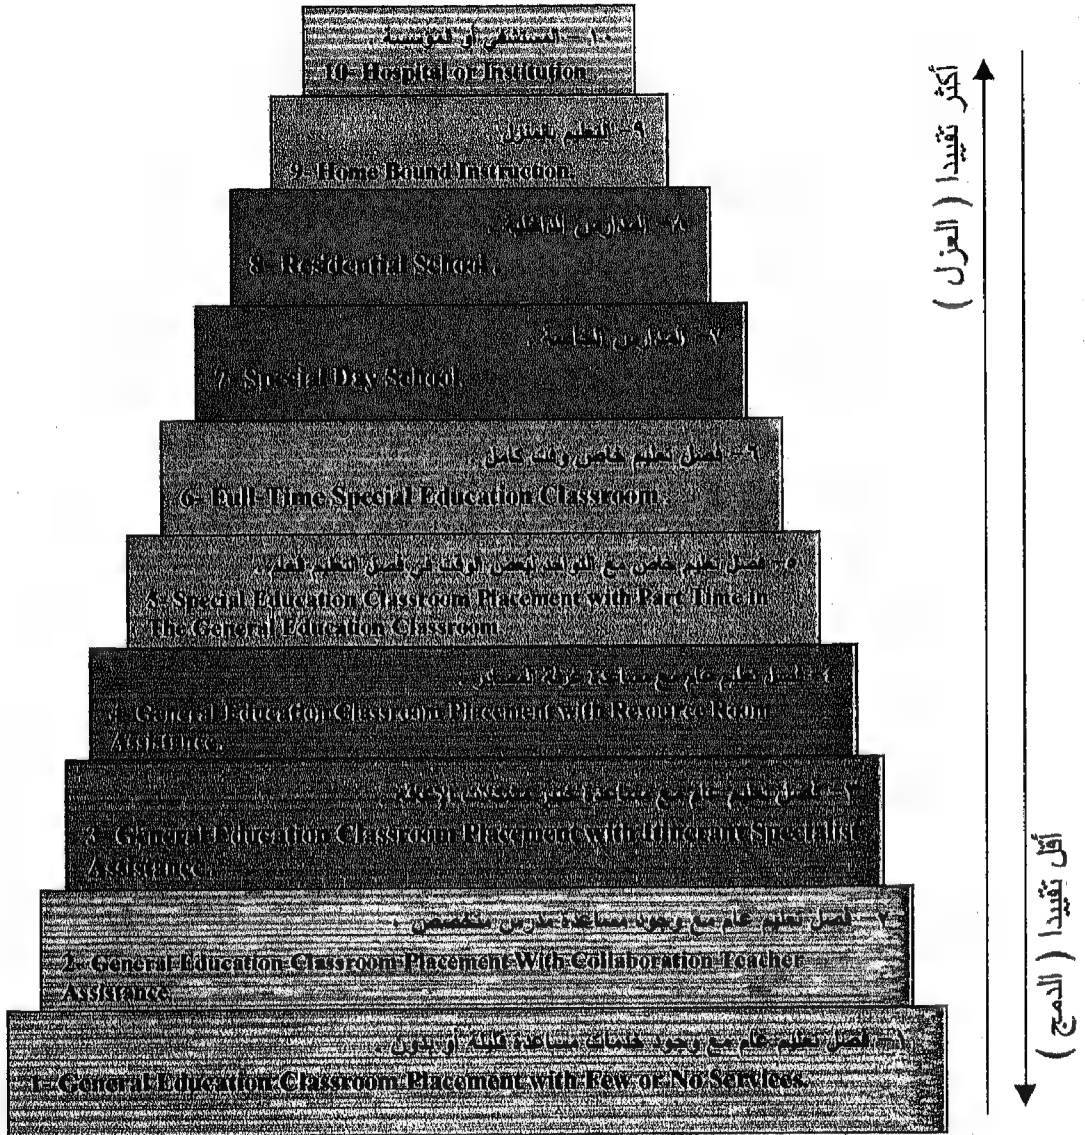 ١٠- المستشفي أو المؤسسة .
10- Hospital or Institution
٩- التعليم بالمنزل
9- Home Bound Instruction.
٨- المدارس الداخلية .
8- Residential School .
٧- المدارس الخاصة .
7- Special Day School
٦- فصل تعليم خاص وقت كامل .
6- Full-Time Special Education Classroom .
٥- فصل تعليم خاص مع التواجد لبعض الوقت في فصل التعليم العام .
5- Special Education Classroom Placement with Part Time in
The General Education Classroom
٤- فصل تعليم عام مع مساعدة غرفة المصادر .
4- General Education Classroom Placement with Resource Room
Assistance.
٣- فصل تعليم عام مع مساعدة
3- General Education Classroom Placement with Itinerant Specialist
Assistance.
٢- فصل تعليم عام مع وجود مساعدة مدرس متخصص .
2- General Education Classroom Placement With Collaboration Teacher
Assistance.
١- فصل تعليم عام مع وجود خدمات مساعدة قليلة أو بدون .
1- General Education Classroom Placement with Few or No Services.
أكثر تقييدا ( العزل )
أقل تقييدا ( الدمج )